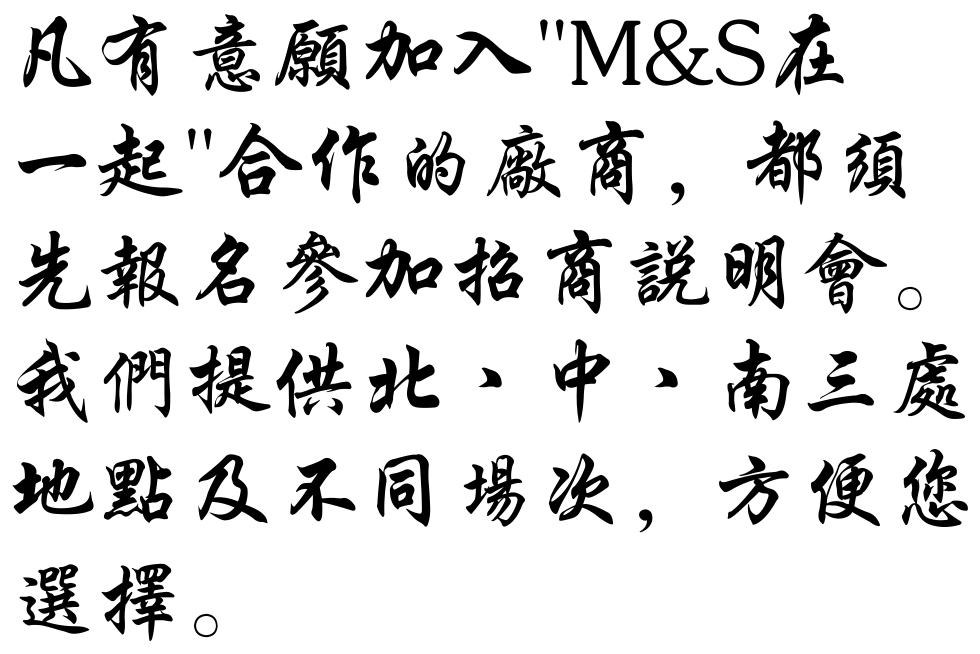 凡有意願加入"M&S在
一起"合作的廠商，都須
先報名參加招商說明會。
我們提供北、中、南三處
地點及不同場次，方便您
選擇。